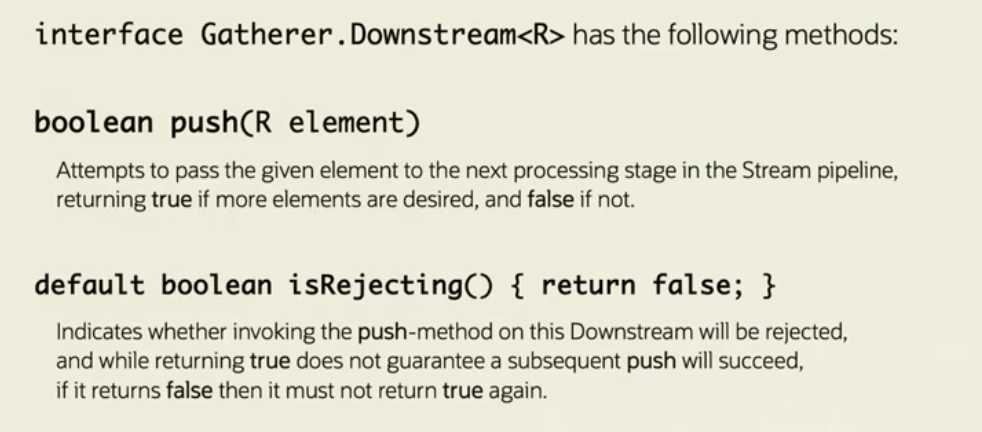 interface Gatherer.Downstream<R> has the following methods:
boolean push(R element)
Attempts to pass the given element to the next processing stage in the Stream pipeline,
returning true if more elements are desired, and false if not.
default boolean isRejecting() { return false; }
Indicates whether invoking the push-method on this Downstream will be rejected,
and while returning true does not guarantee a subsequent push will succeed,
if it returns false then it must not return true again.